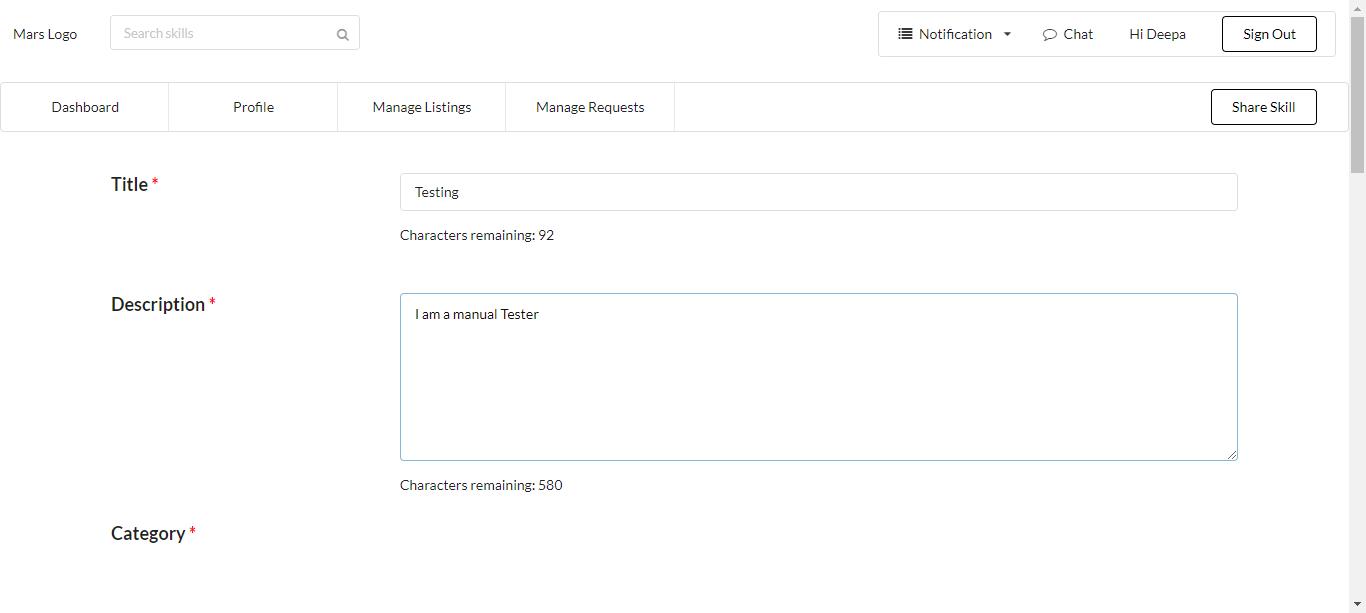 Mars Logo Search skills Notification Chat Hi Deepa Sign Out
Dashboard Profile Manage Listings Manage Requests Share Skill
Title * Testing
Characters remaining: 92
Description * I am a manual Tester
Characters remaining: 580
Category *